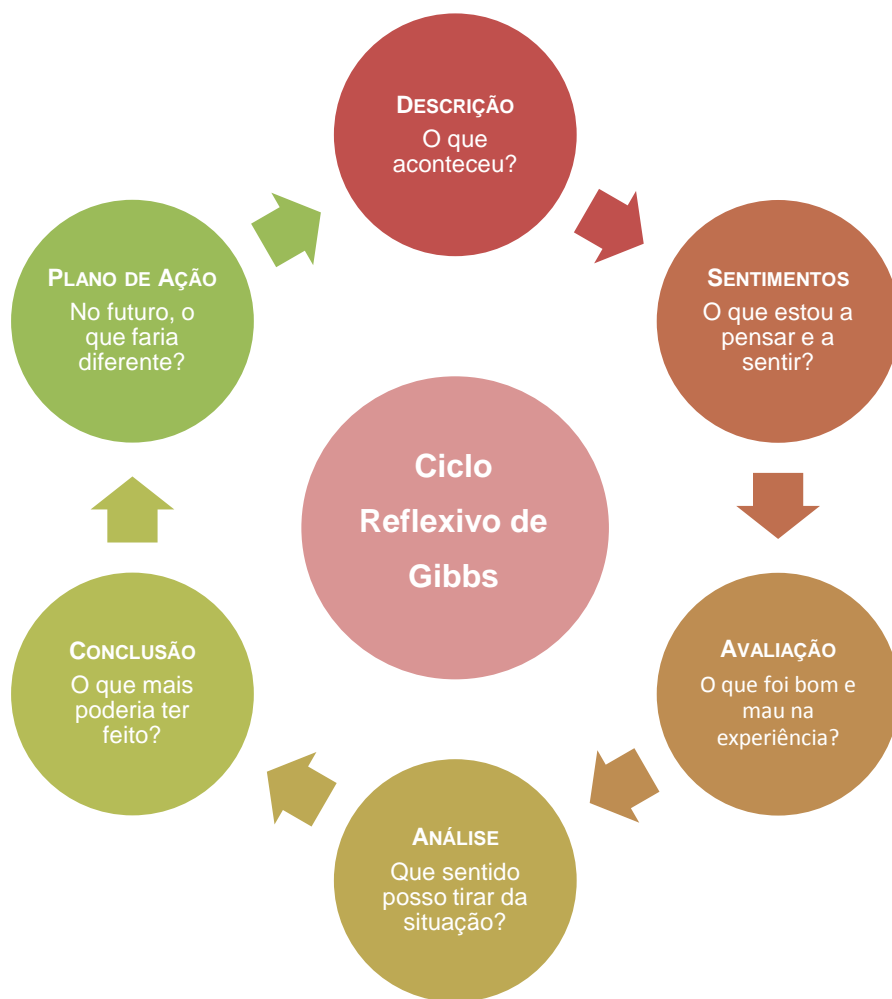 DESCRIÇÃO
O que
aconteceu?
SENTIMENTOS
O que estou a
pensar e a
sentir?
AVALIAÇÃO
O que foi bom e
mau na
experiência?
ANÁLISE
Que sentido
posso tirar da
situação?
CONCLUSÃO
O que mais
poderia ter
feito?
PLANO DE AÇÃO
No futuro, o
que faria
diferente?
Ciclo
Reflexivo de
Gibbs